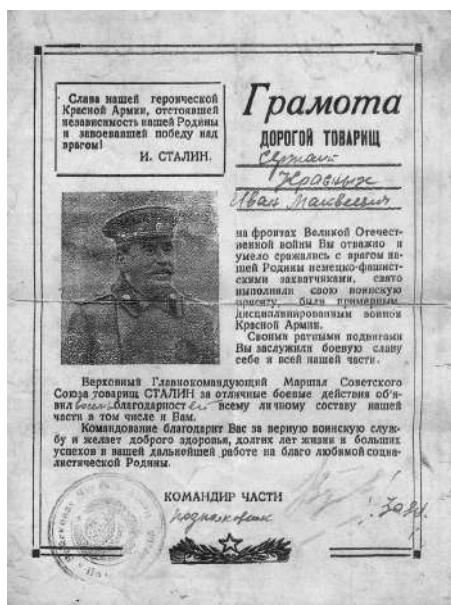 Слава нашей героической
Красной Армии, отстоявшей
независимость нашей Родины
и завоевавшей победу над
врагом!
И. СТАЛИН.
Грамота
ДОРОГОЙ ТОВАРИЩ
Сержант
Красных
Иван Матвеевич
на фронтах Великой Отечест-
венной войны Вы отважно и
умело сражались с врагом на-
шей Родины немецко-фашист-
скими захватчиками, свято
выполняли свою воинскую
присягу, были примерным,
дисциплинированным воином
Красной Армии.
Своими ратными подвигами
Вы заслужили боевую славу
себе и всей нашей части.
Верховный Главнокомандующий Маршал Советского
Союза товарищ СТАЛИН за отличные боевые действия об'я-
вил благодарност всему личному составу нашей
части в том числе и Вам.
Командование благодарит Вас за верную воинскую служ-
бу и желает доброго здоровья, долгих лет жизни и больших
успехов в вашей дальнейшей работе на благо любимой социа-
листической Родины.
КОМАНДИР ЧАСТИ
подполковник